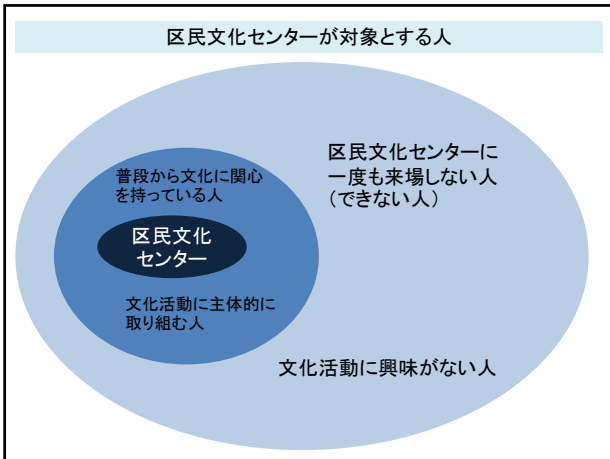 区民文化センターが対象とする人
区民文化センターに
一度も来場しない人
（できない人）
普段から文化に関心
を持っている人
区民文化
センター
文化活動に主体的に
取り組む人
文化活動に興味がない人